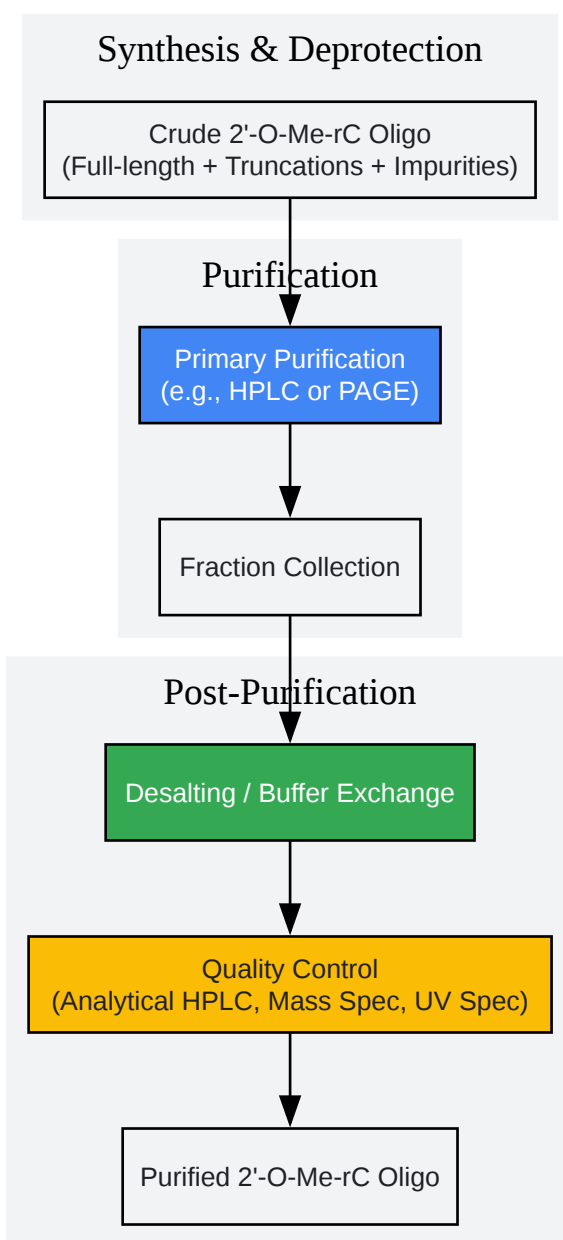 Synthesis & Deprotection
Crude 2'-O-Me-rC Oligo
(Full-length + Truncations + Impurities)
Purification
Primary Purification
(e.g., HPLC or PAGE)
Fraction Collection
Post-Purification
Desalting / Buffer Exchange
Quality Control
(Analytical HPLC, Mass Spec, UV Spec)
Purified 2'-O-Me-rC Oligo